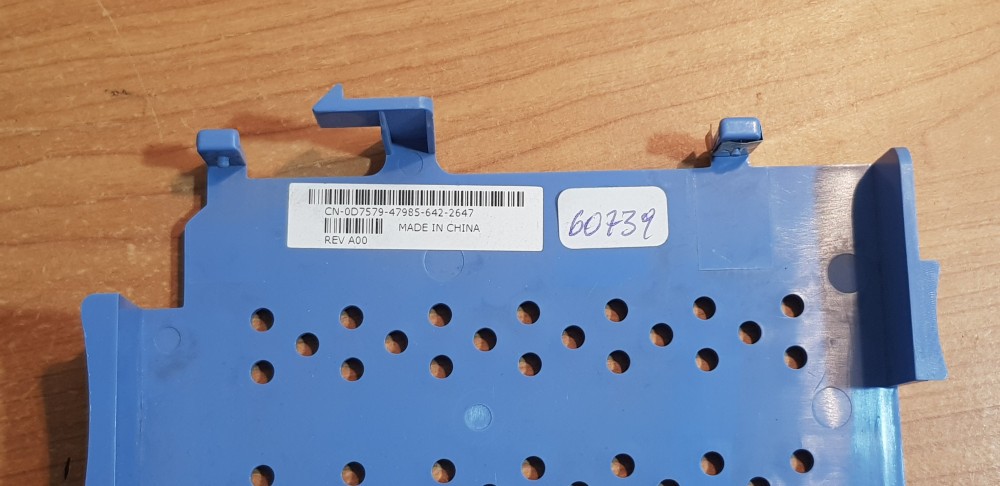 CN-0D7579-47985-642-2647
MADE IN CHINA
REV A00
60739